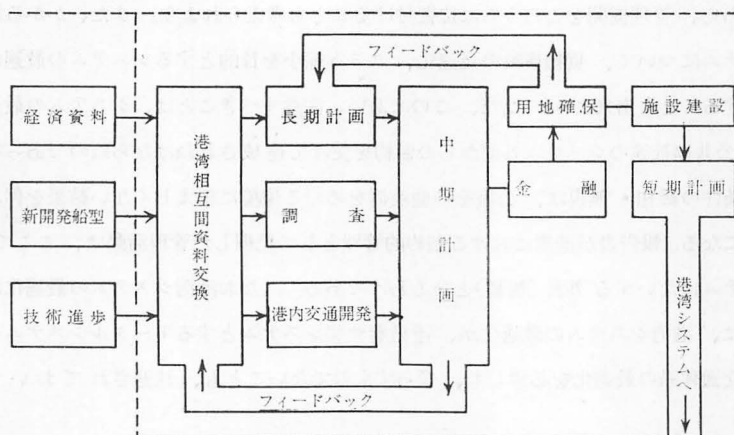 フィードバック
経済資料
新開発船型
技術進歩
港湾相互間資料交換
長期計画
調査
港内交通開発
中期計画
用地確保
金融
施設建設
短期計画
港湾システムへ
フィードバック